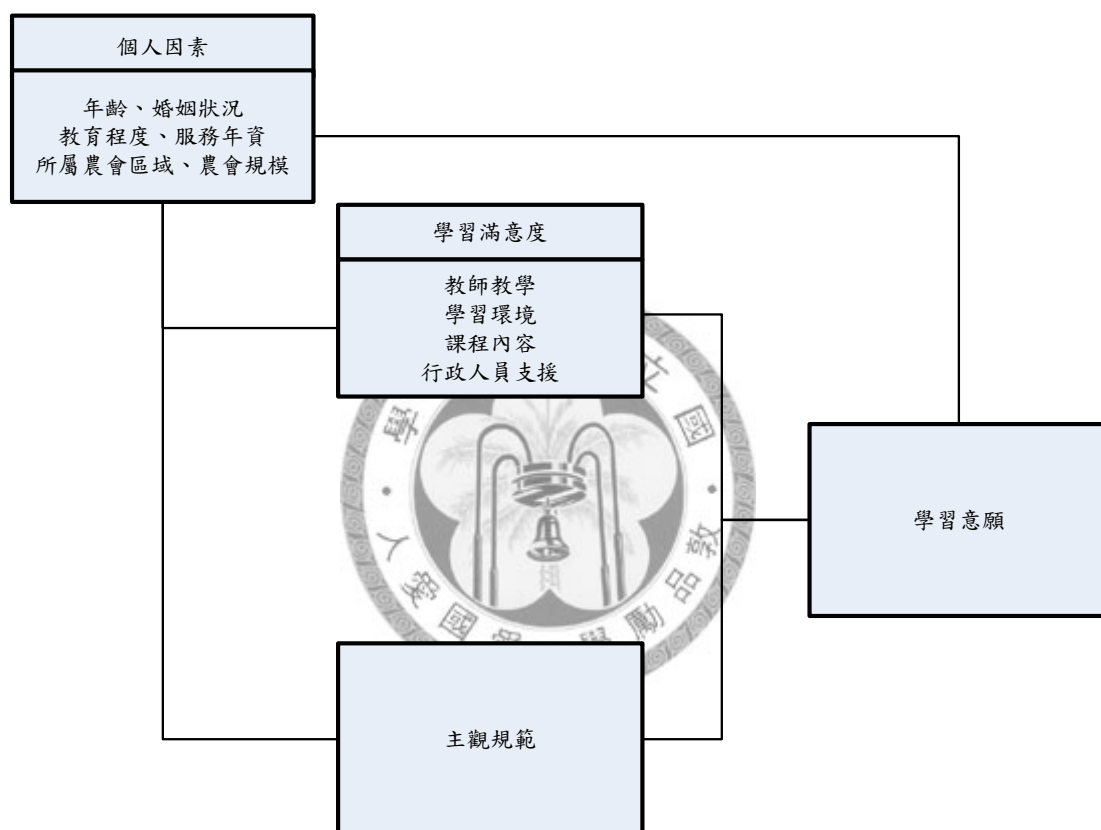 個人因素
年齡、婚姻狀況
教育程度、服務年資
所屬農會區域、農會規模
學習滿意度
教師教學
學習環境
課程內容
行政人員支援
學習意願
主觀規範